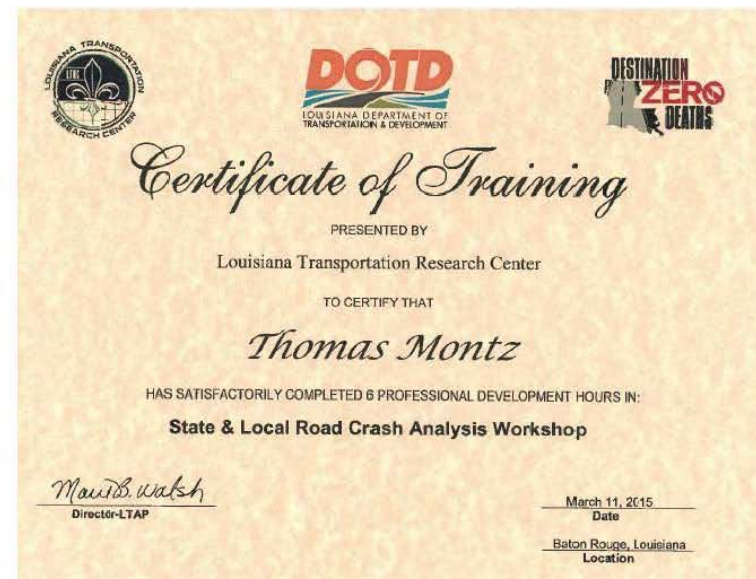 LOUISIANA TRANSPORTATION
LTRC
RESEARCH CENTER
DOTD
LOUISIANA DEPARTMENT OF
TRANSPORTATION & DEVELOPMENT
DESTINATION
ZERO
DEATHS
Certificate of Training
PRESENTED BY
Louisiana Transportation Research Center
TO CERTIFY THAT
Thomas Montz
HAS SATISFACTORILY COMPLETED 6 PROFESSIONAL DEVELOPMENT HOURS IN:
State & Local Road Crash Analysis Workshop
Walsh
Director-LTAP
March 11, 2015
Date
Baton Rouge, Louisiana
Location